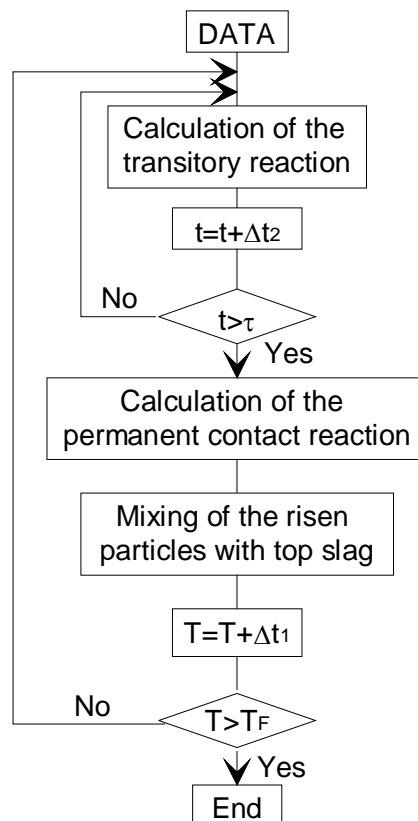 DATA
Calculation of the
transitory reaction
t=t+Δt2
No
t>τ
Yes
Calculation of the
permanent contact reaction
Mixing of the risen
particles with top slag
T=T+Δt1
No
T>TF
Yes
End